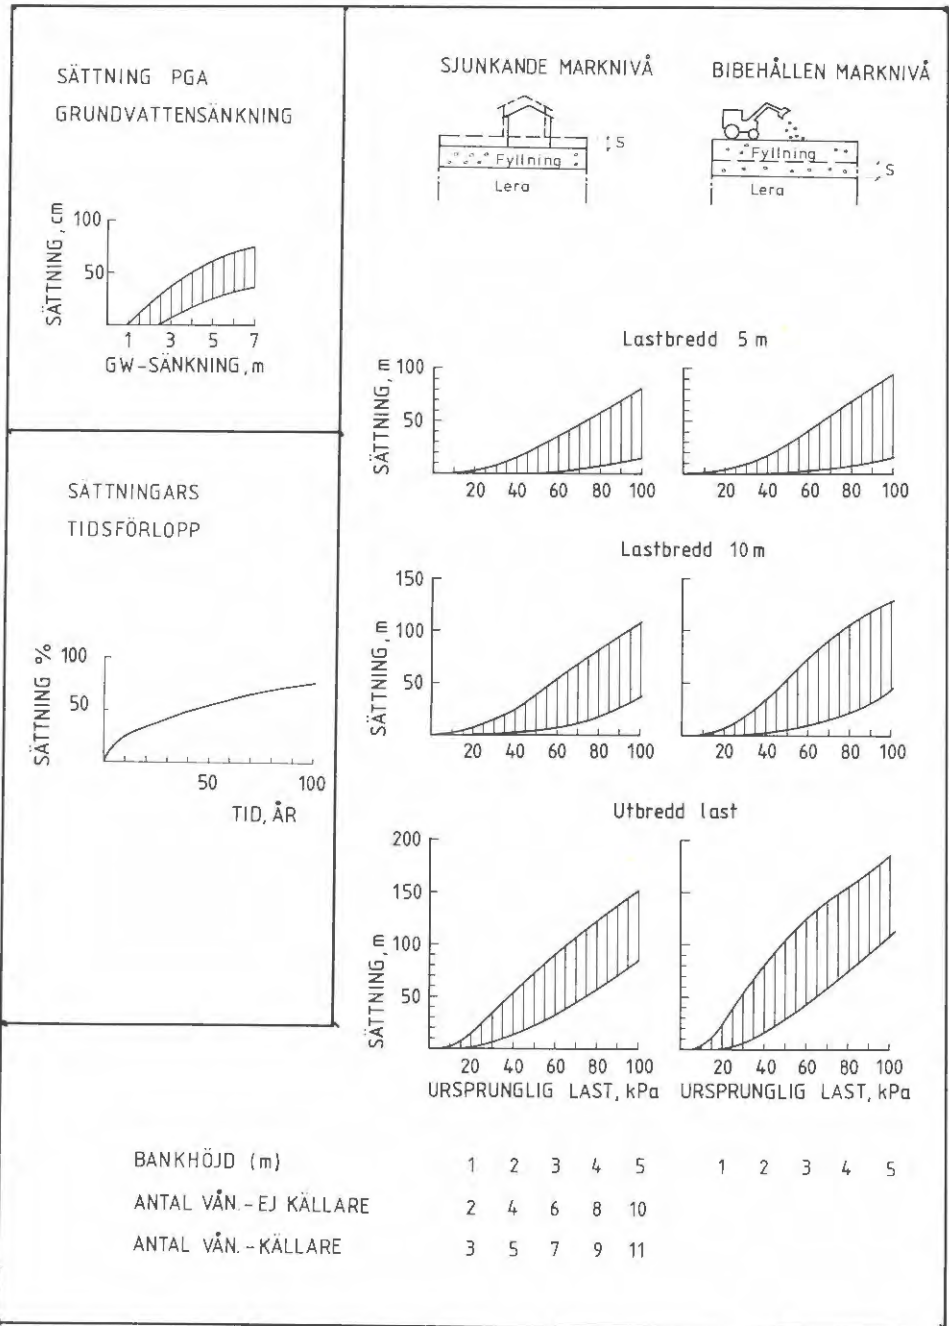 SÄTTNING PGA
GRUNDVATTENSÄNKNING
SÄTTNING, cm
100
50
1 3 5 7
GW-SÄNKNING, m
SÄTTNINGARS
TIDSFÖRLOPP
SÄTTNING %
100
50
50 100
TID, ÅR
SJUNKANDE MARKNIVÅ
Fyllning
S
Lera
BIBEHÅLLEN MARKNIVÅ
Fyllning
S
Lera
Lastbredd 5 m
SÄTTNING, m
100
50
20 40 60 80 100
20 40 60 80 100
Lastbredd 10 m
SÄTTNING, m
150
100
50
20 40 60 80 100
20 40 60 80 100
Utbredd last
SÄTTNING, m
200
150
100
50
20 40 60 80 100
URSPRUNGLIG LAST, kPa
20 40 60 80 100
URSPRUNGLIG LAST, kPa
BANKHÖJD (m) 1 2 3 4 5 1 2 3 4 5
ANTAL VÅN.-EJ KÄLLARE 2 4 6 8 10
ANTAL VÅN.-KÄLLARE 3 5 7 9 11